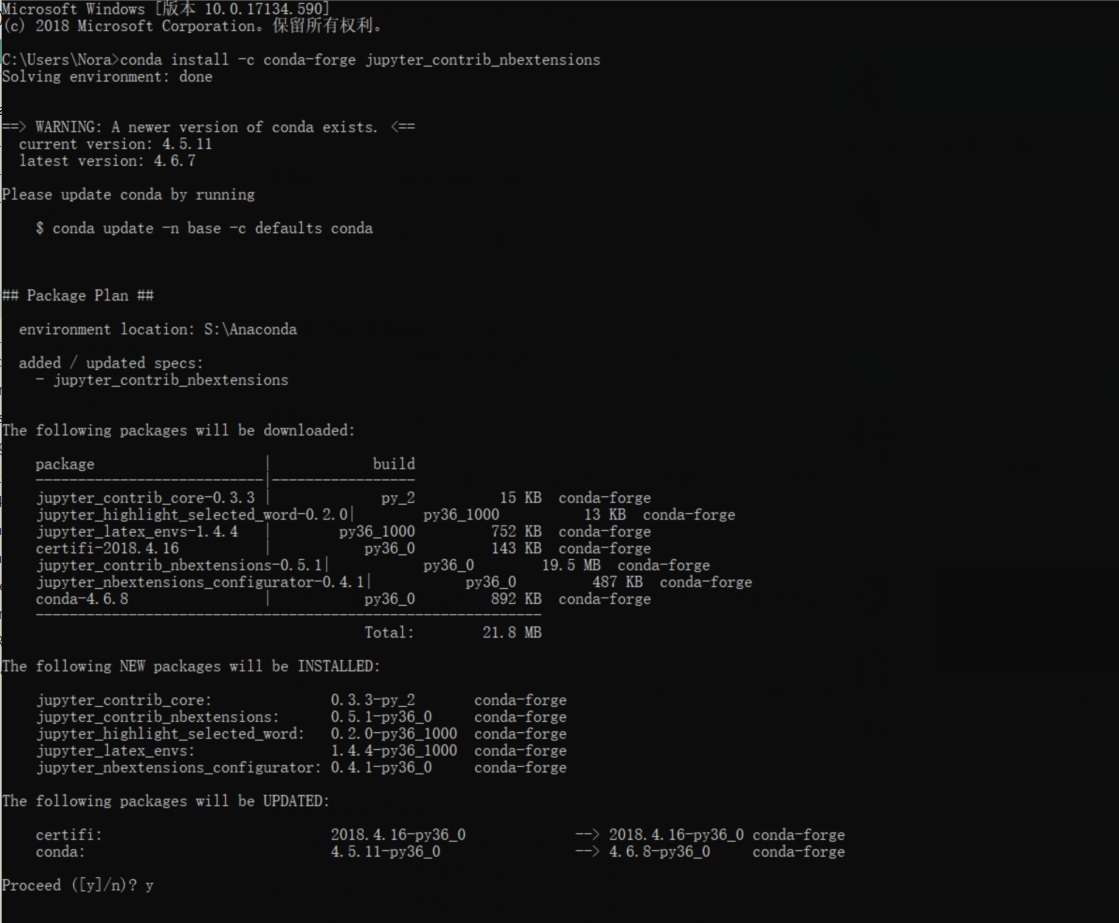 Microsoft Windows [版本 10.0.17134.590]
(c) 2018 Microsoft Corporation。保留所有权利。
C:\Users\Nora>conda install -c conda-forge jupyter_contrib_nbextensions
Solving environment: done
==> WARNING: A newer version of conda exists. <==
  current version: 4.5.11
  latest version: 4.6.7
Please update conda by running
    $ conda update -n base -c defaults conda
## Package Plan ##
  environment location: S:\Anaconda
  added / updated specs:
    - jupyter_contrib_nbextensions
The following packages will be downloaded:
    package                    |            build
    ---------------------------|-----------------
    jupyter_contrib_core-0.3.3 |             py_2          15 KB  conda-forge
    jupyter_highlight_selected_word-0.2.0|        py36_1000          13 KB  conda-forge
    jupyter_latex_envs-1.4.4   |        py36_1000         752 KB  conda-forge
    certifi-2018.4.16          |           py36_0         143 KB  conda-forge
    jupyter_contrib_nbextensions-0.5.1|           py36_0        19.5 MB  conda-forge
    jupyter_nbextensions_configurator-0.4.1|           py36_0         487 KB  conda-forge
    conda-4.6.8                |           py36_0         892 KB  conda-forge
    ------------------------------------------------------------
                                           Total:        21.8 MB
The following NEW packages will be INSTALLED:
    jupyter_contrib_core:              0.3.3-py_2      conda-forge
    jupyter_contrib_nbextensions:      0.5.1-py36_0    conda-forge
    jupyter_highlight_selected_word:   0.2.0-py36_1000 conda-forge
    jupyter_latex_envs:                1.4.4-py36_1000 conda-forge
    jupyter_nbextensions_configurator: 0.4.1-py36_0    conda-forge
The following packages will be UPDATED:
    certifi:                           2018.4.16-py36_0            --> 2018.4.16-py36_0 conda-forge
    conda:                             4.5.11-py36_0               --> 4.6.8-py36_0     conda-forge
Proceed ([y]/n)? y